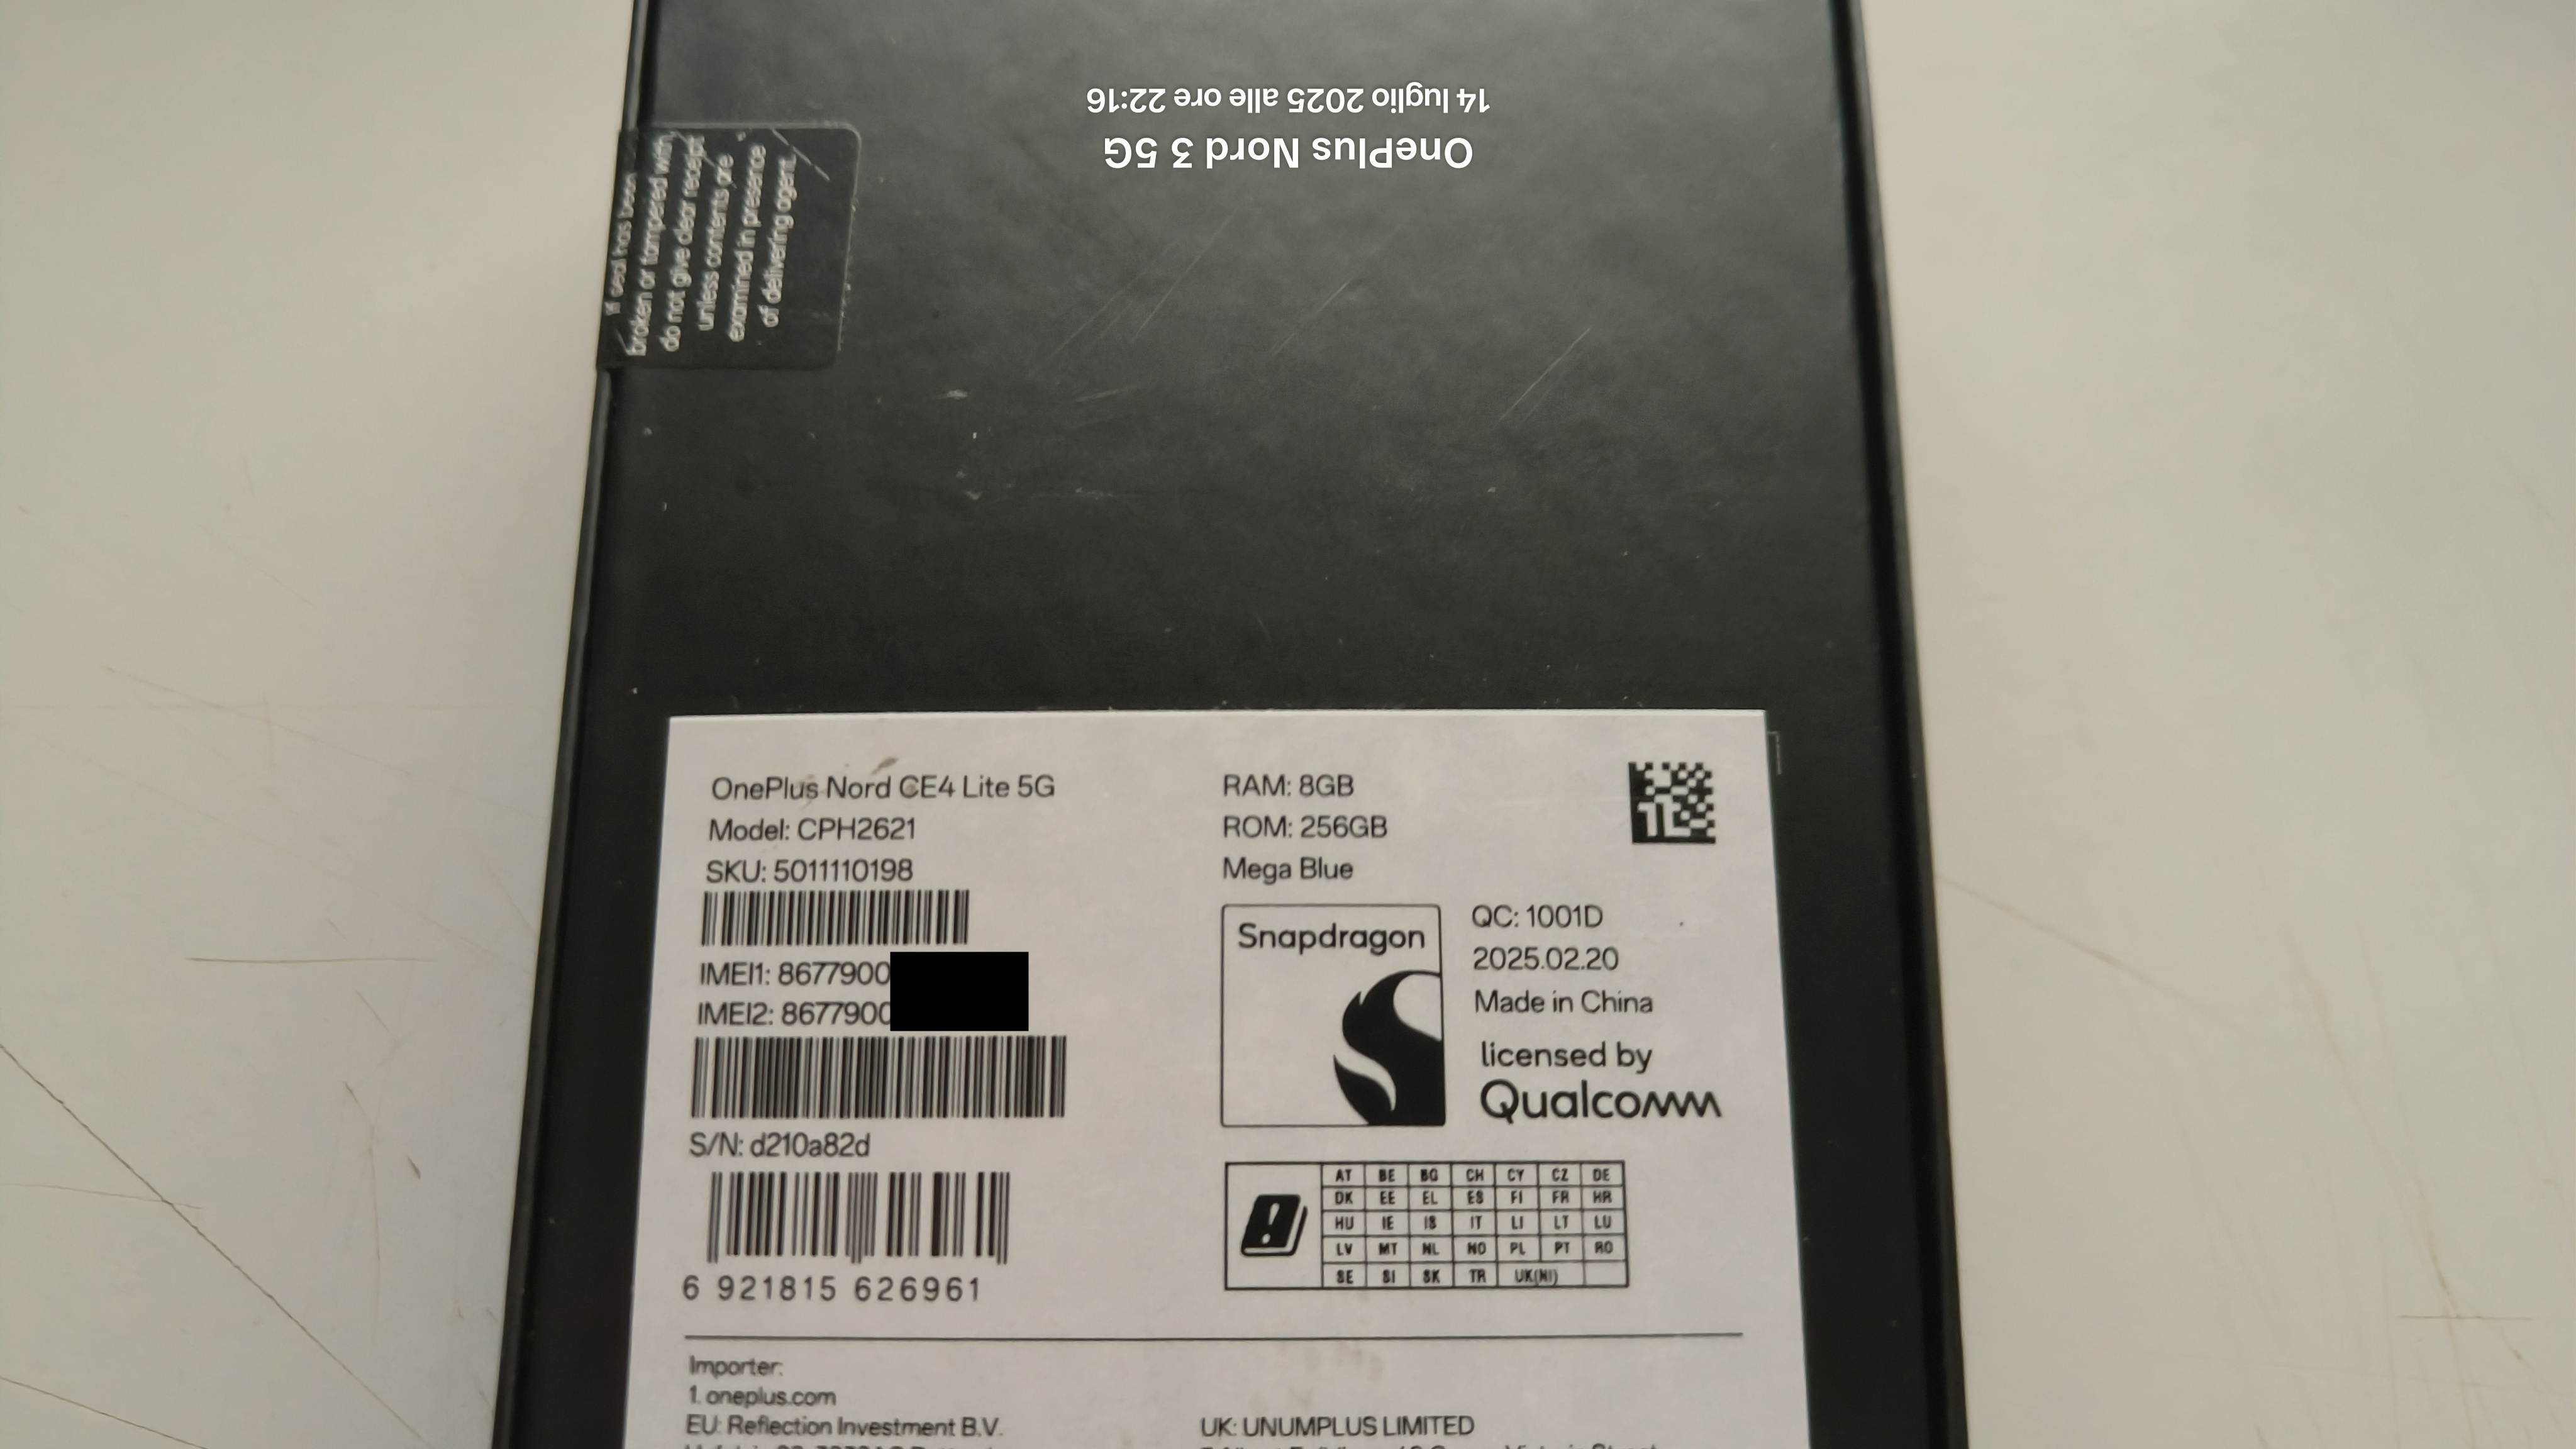 14 luglio 2025 alle ore 22:16
OnePlus Nord 3 5G
If seal has been
broken or tampered with
do not give clear receipt
unless contents are
examined in presence
of delivering agent.
OnePlus Nord CE4 Lite 5G
Model: CPH2621
SKU: 5011110198
IMEI1: 8677900
IMEI2: 867790
S/N: d210a82d
6 921815 626961
RAM: 8GB
ROM: 256GB
Mega Blue
1L
Snapdragon
QC: 1001D
2025.02.20
Made in China
licensed by
Qualcomm
AT BE BG CH CY CZ DE
DK EE EL ES FI FR HR
HU IE IS IT LI LT LU
LV MT NL NO PL PT RO
SE SI SK TR UK(NI)
Importer:
1. oneplus.com
EU: Reflection Investment B.V.
UK: UNUMPLUS LIMITED